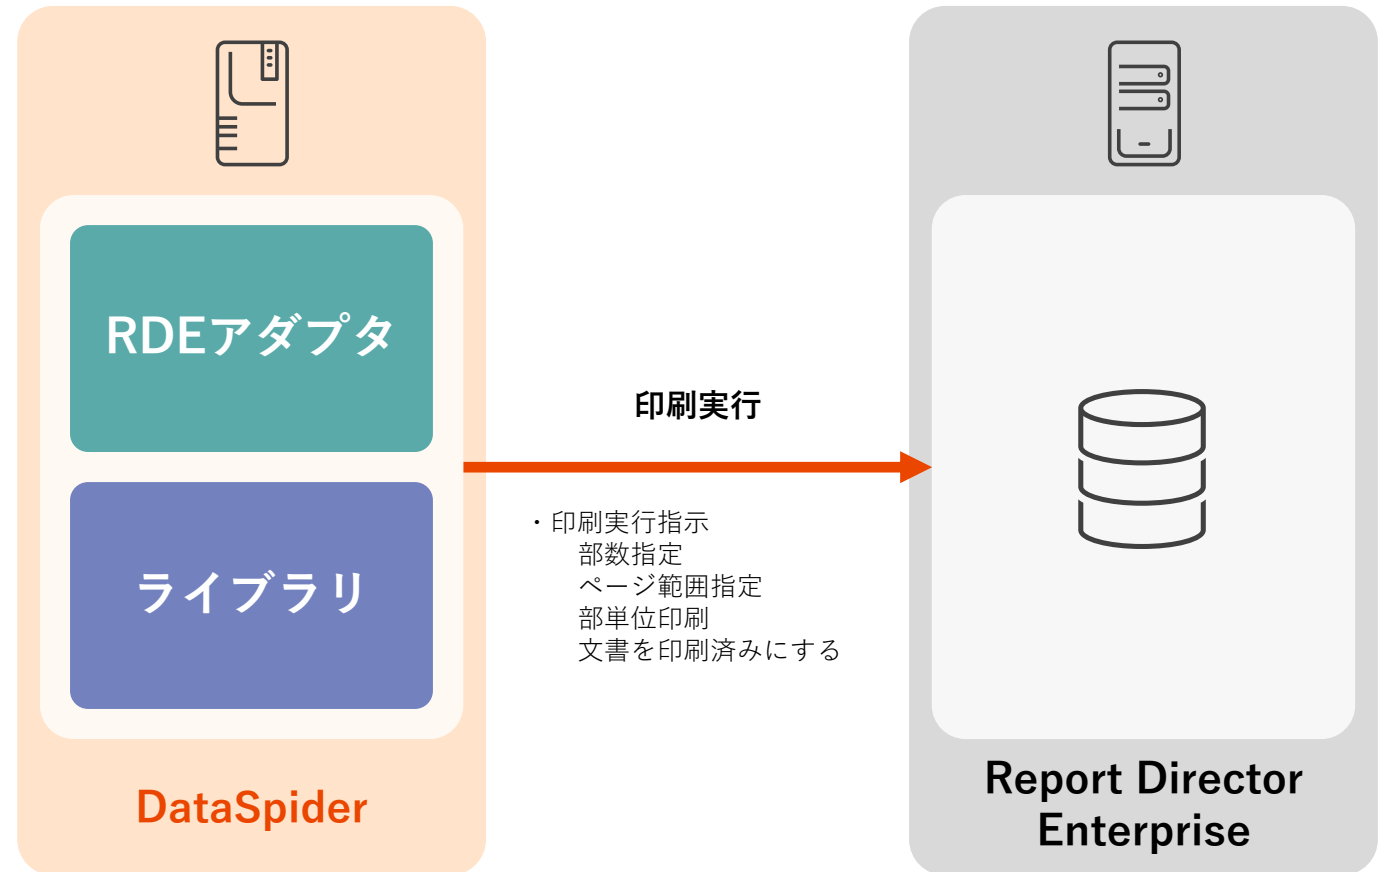 RDEアダプタ
ライブラリ
DataSpider
印刷実行
・印刷実行指示
部数指定
ページ範囲指定
部単位印刷
文書を印刷済みにする
Report Director
Enterprise